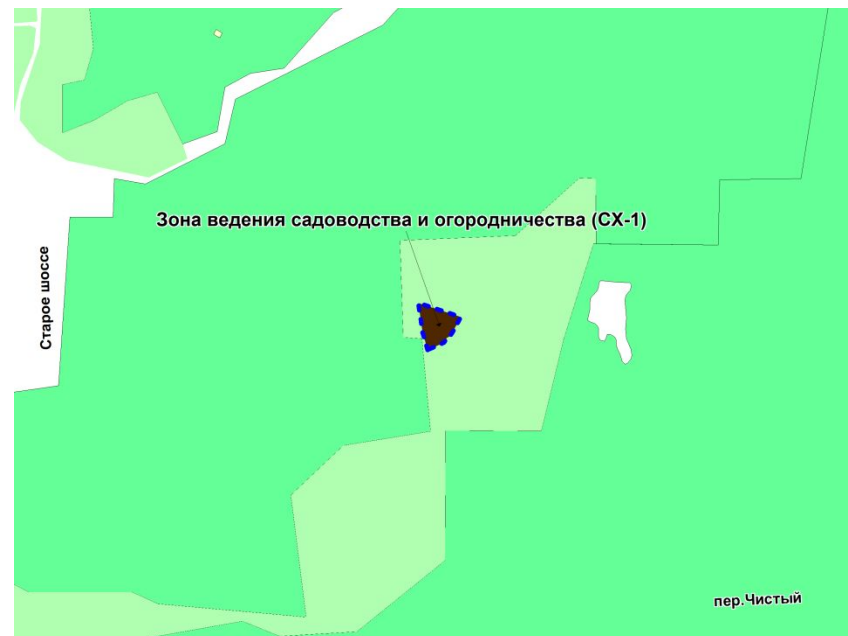 Зона ведения садоводства и огородничества (СХ-1)
Старое шоссе
пер.Чистый